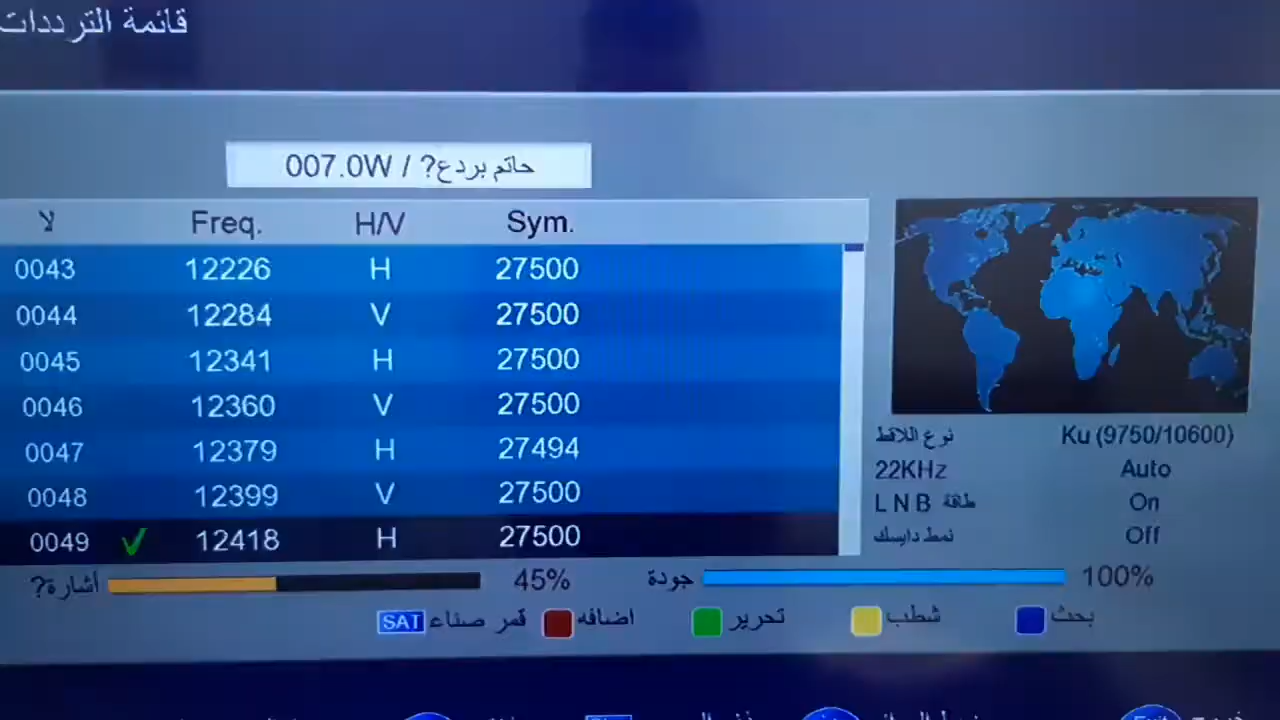 قائمة الترددات
حاتم بردع? / 007.0W
لا Freq. H/V Sym.
0043 12226 H 27500
0044 12284 V 27500
0045 12341 H 27500
0046 12360 V 27500
0047 12379 H 27494
0048 12399 V 27500
0049 12418 H 27500
نوع اللاقط Ku (9750/10600)
22KHz Auto
طاقة LNB On
نمط دايسك Off
أشارة? 45% جودة 100%
SAT قمر صناء اضافه تحرير شطب بحث